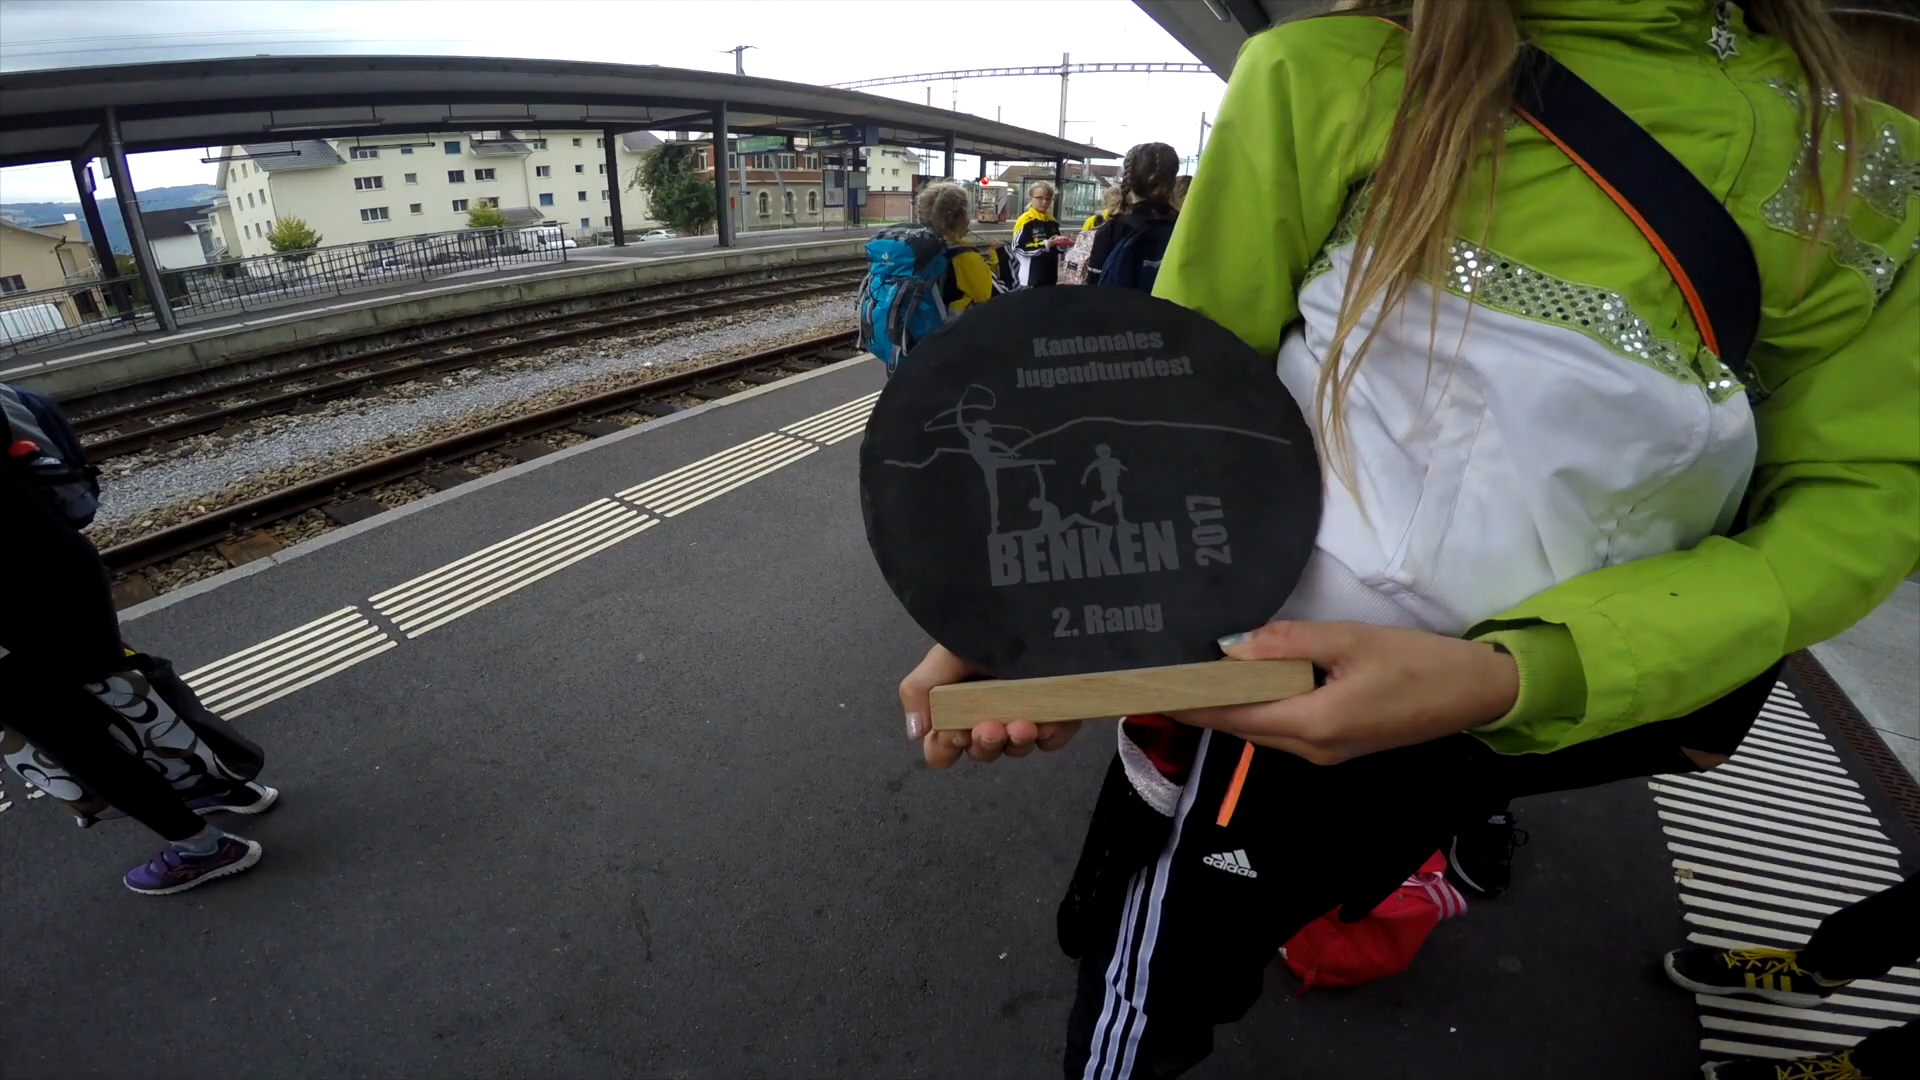 Kantonales
Jugendturnfest
BENKEN
2017
2. Rang
adidas